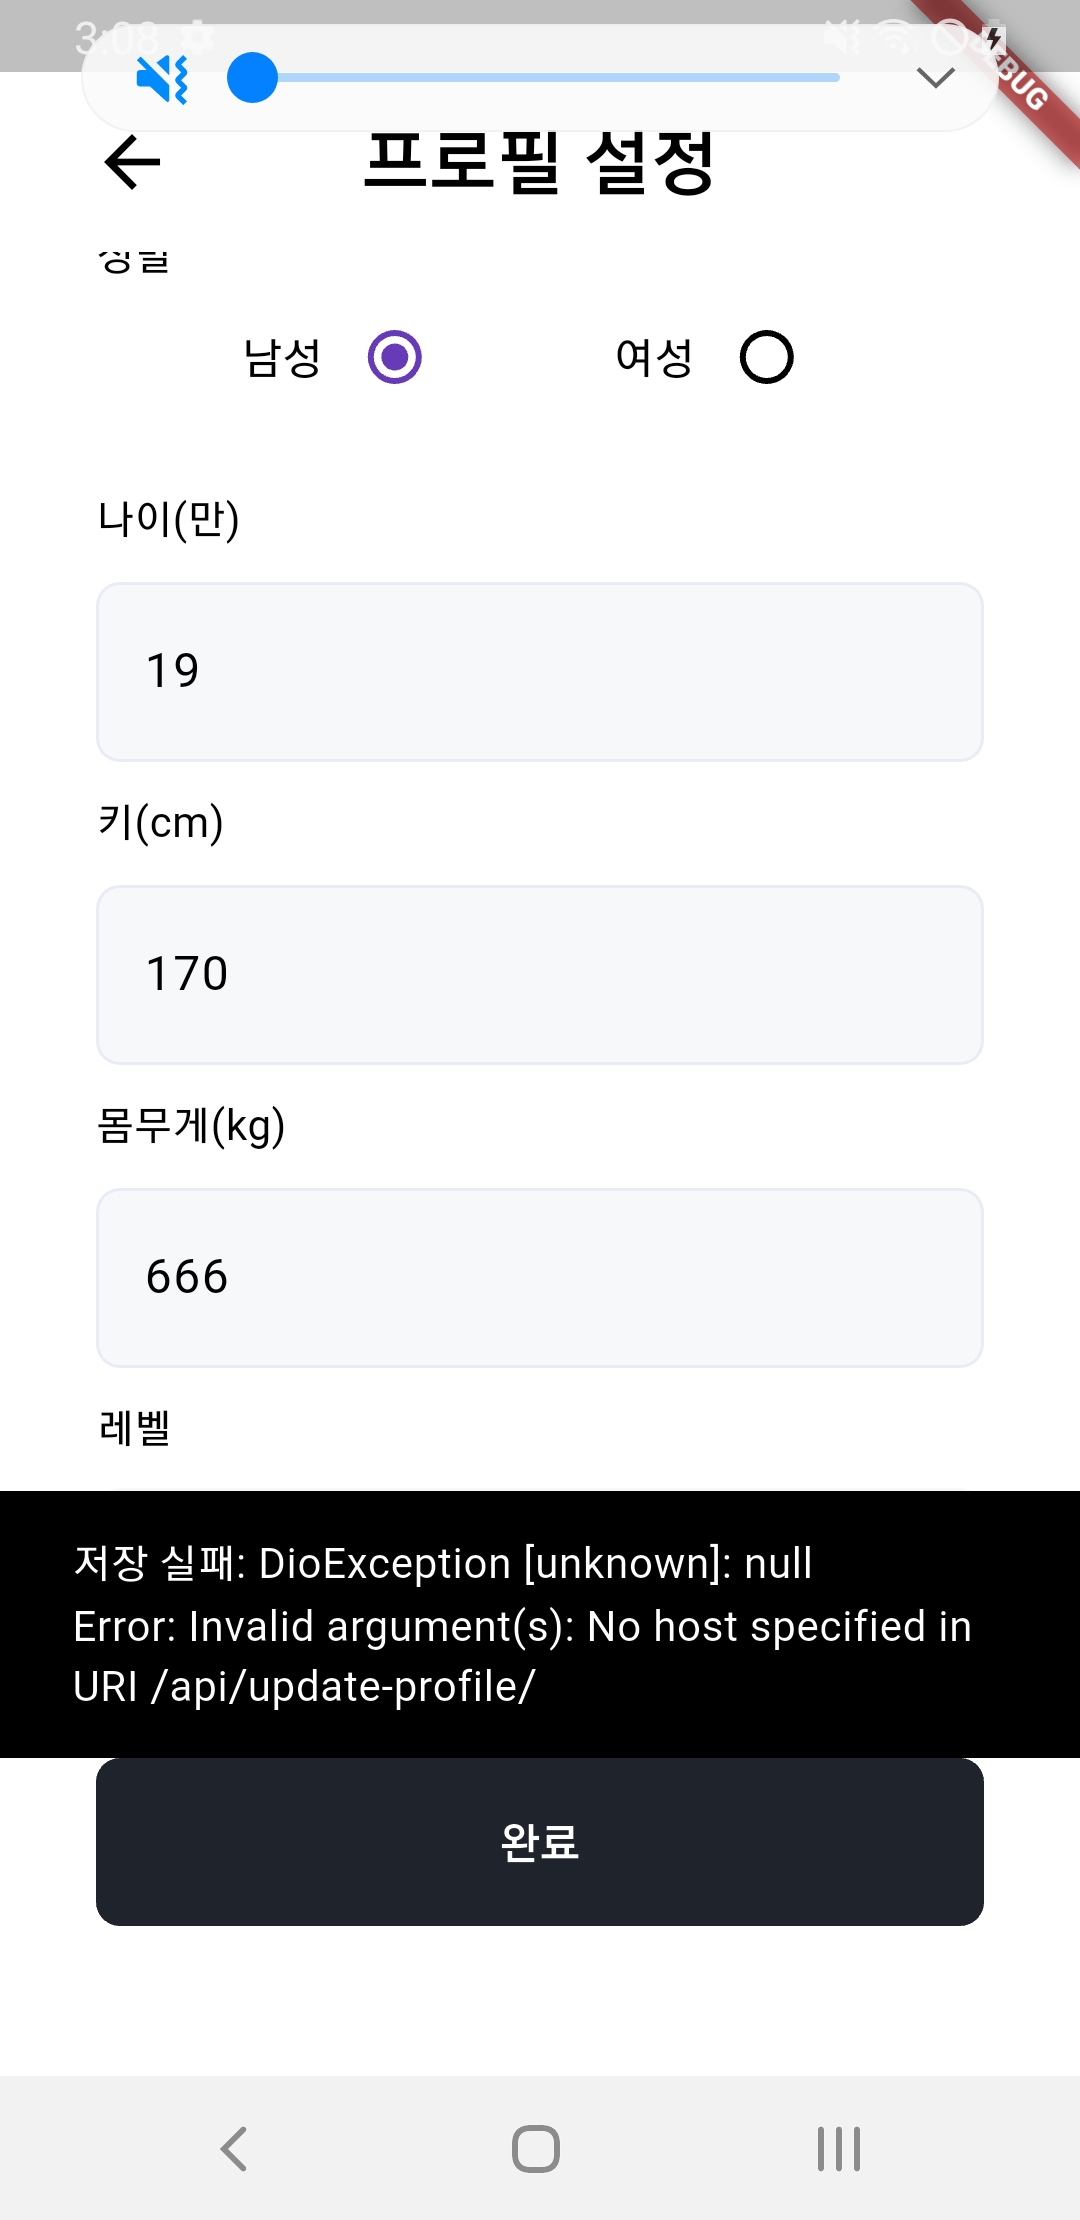 3:08
DEBUG
프로필 설정
성별
남성 여성
나이(만)
19
키(cm)
170
몸무게(kg)
666
레벨
저장 실패: DioException [unknown]: null
Error: Invalid argument(s): No host specified in
URI /api/update-profile/
완료